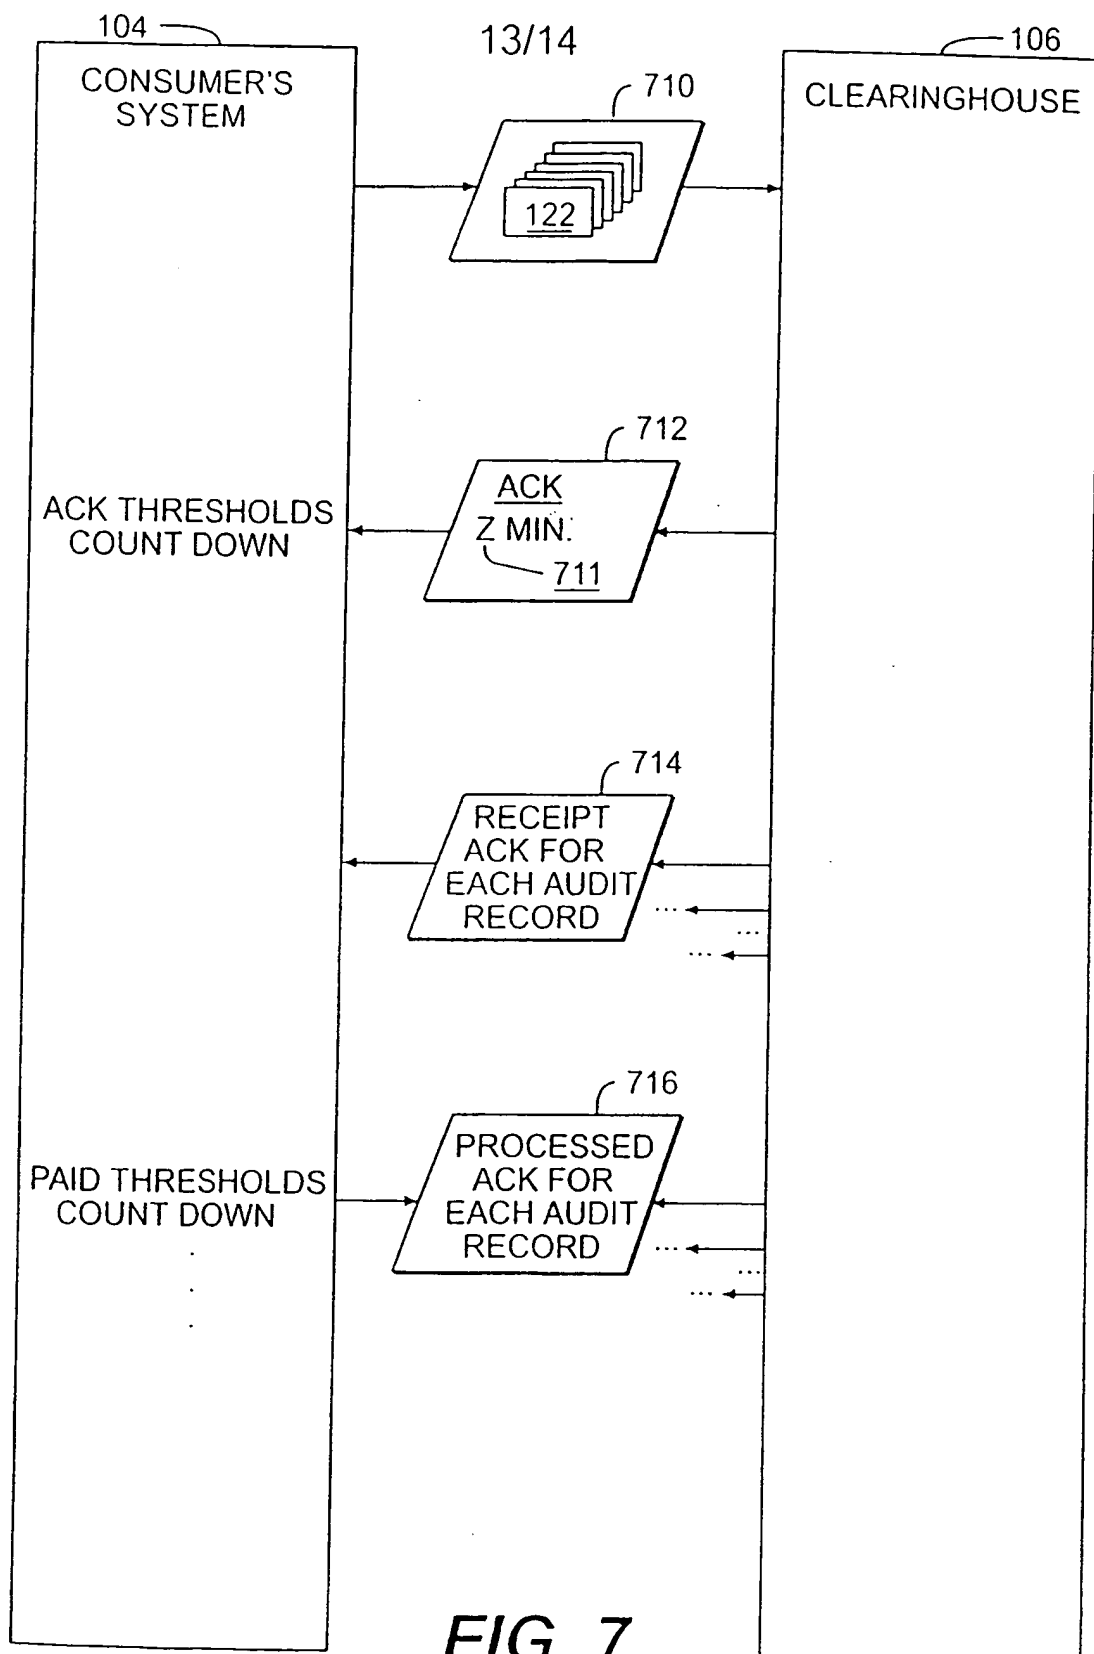 13/14
104
CONSUMER'S
SYSTEM
710
122
106
CLEARINGHOUSE
712
ACK
Z MIN.
711
ACK THRESHOLDS
COUNT DOWN
714
RECEIPT
ACK FOR
EACH AUDIT
RECORD
...
...
...
716
PROCESSED
ACK FOR
EACH AUDIT
RECORD
...
...
...
PAID THRESHOLDS
COUNT DOWN
.
.
.
FIG. 7